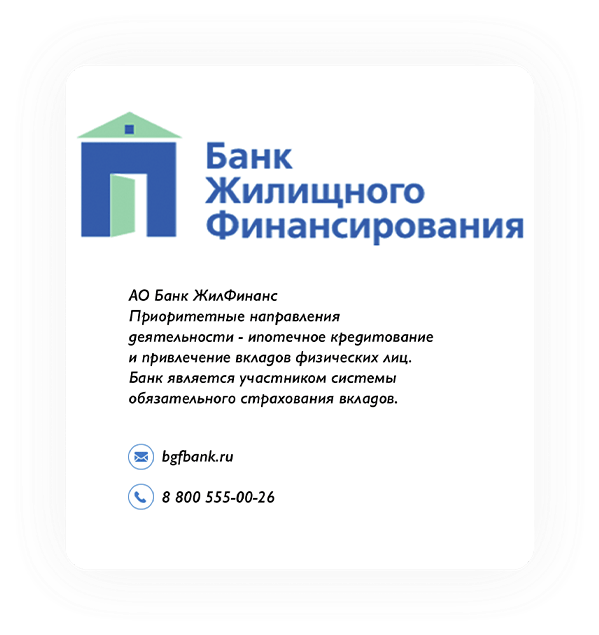 Банк
Жилищного
Финансирования
АО Банк ЖилФинанс
Приоритетные направления
деятельности - ипотечное кредитование
и привлечение вкладов физических лиц.
Банк является участником системы
обязательного страхования вкладов.
bgfbank.ru
8 800 555-00-26